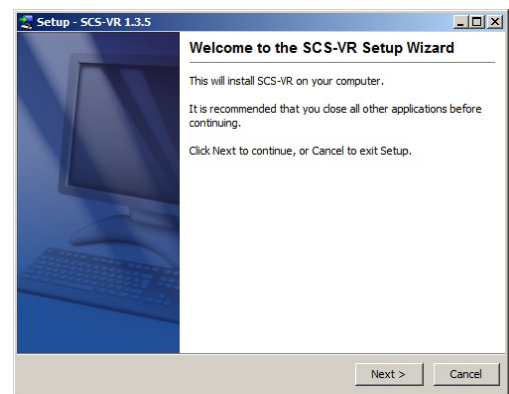 Setup - SCS-VR 1.3.5
Welcome to the SCS-VR Setup Wizard
This will install SCS-VR on your computer.
It is recommended that you close all other applications before
continuing.
Click Next to continue, or Cancel to exit Setup.
Next >
Cancel